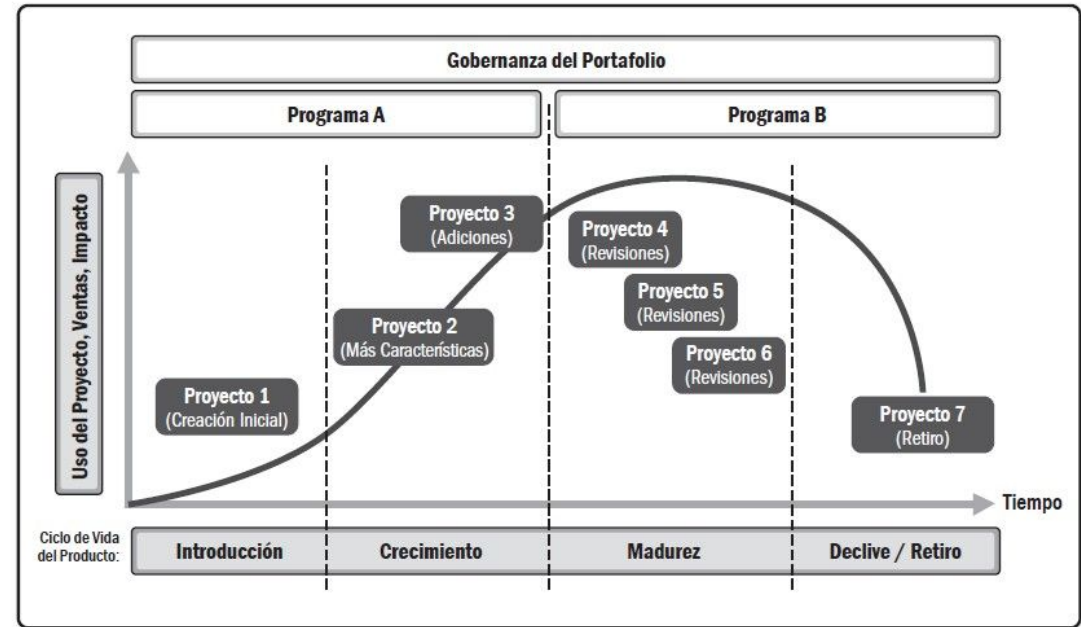 Gobernanza del Portafolio
Programa A
Programa B
Uso del Proyecto, Ventas, Impacto
Proyecto 3
(Adiciones)
Proyecto 4
(Revisiones)
Proyecto 5
(Revisiones)
Proyecto 2
(Más Características)
Proyecto 6
(Revisiones)
Proyecto 1
(Creación Inicial)
Proyecto 7
(Retiro)
Tiempo
Ciclo de Vida
del Producto:
Introducción
Crecimiento
Madurez
Declive / Retiro